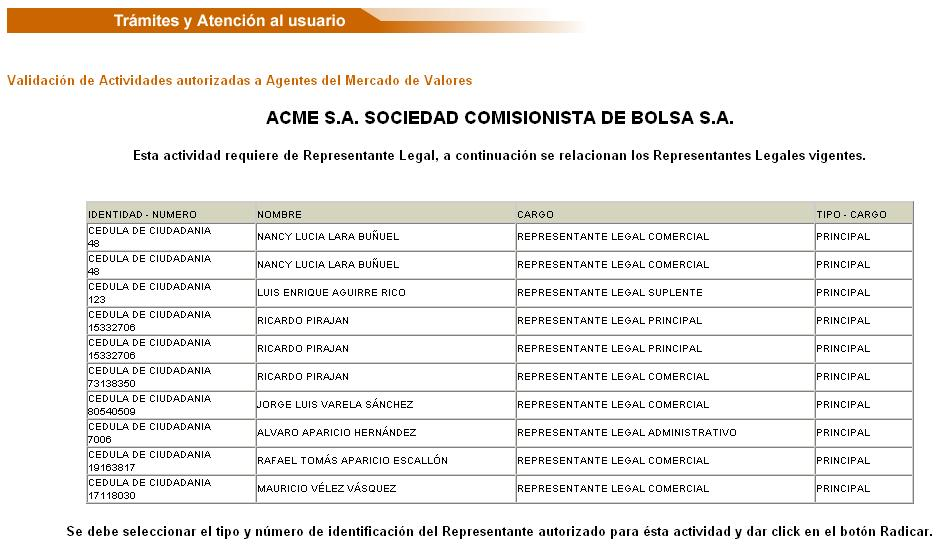 Trámites y Atención al usuario
Validación de Actividades autorizadas a Agentes del Mercado de Valores
ACME S.A. SOCIEDAD COMISIONISTA DE BOLSA S.A.
Esta actividad requiere de Representante Legal, a continuación se relacionan los Representantes Legales vigentes.
IDENTIDAD - NUMERO NOMBRE CARGO TIPO - CARGO
CEDULA DE CIUDADANIA
48 NANCY LUCIA LARA BUÑUEL REPRESENTANTE LEGAL COMERCIAL PRINCIPAL
CEDULA DE CIUDADANIA
48 NANCY LUCIA LARA BUÑUEL REPRESENTANTE LEGAL COMERCIAL PRINCIPAL
CEDULA DE CIUDADANIA
123 LUIS ENRIQUE AGUIRRE RICO REPRESENTANTE LEGAL SUPLENTE PRINCIPAL
CEDULA DE CIUDADANIA
15332706 RICARDO PIRAJAN REPRESENTANTE LEGAL PRINCIPAL PRINCIPAL
CEDULA DE CIUDADANIA
15332706 RICARDO PIRAJAN REPRESENTANTE LEGAL PRINCIPAL PRINCIPAL
CEDULA DE CIUDADANIA
73138350 RICARDO PIRAJAN REPRESENTANTE LEGAL COMERCIAL PRINCIPAL
CEDULA DE CIUDADANIA
80540509 JORGE LUIS VARELA SÁNCHEZ REPRESENTANTE LEGAL COMERCIAL PRINCIPAL
CEDULA DE CIUDADANIA
7006 ALVARO APARICIO HERNÁNDEZ REPRESENTANTE LEGAL ADMINISTRATIVO PRINCIPAL
CEDULA DE CIUDADANIA
19163817 RAFAEL TOMÁS APARICIO ESCALLÓN REPRESENTANTE LEGAL COMERCIAL PRINCIPAL
CEDULA DE CIUDADANIA
17118030 MAURICIO VÉLEZ VÁSQUEZ REPRESENTANTE LEGAL COMERCIAL PRINCIPAL
Se debe seleccionar el tipo y número de identificación del Representante autorizado para ésta actividad y dar click en el botón Radicar.